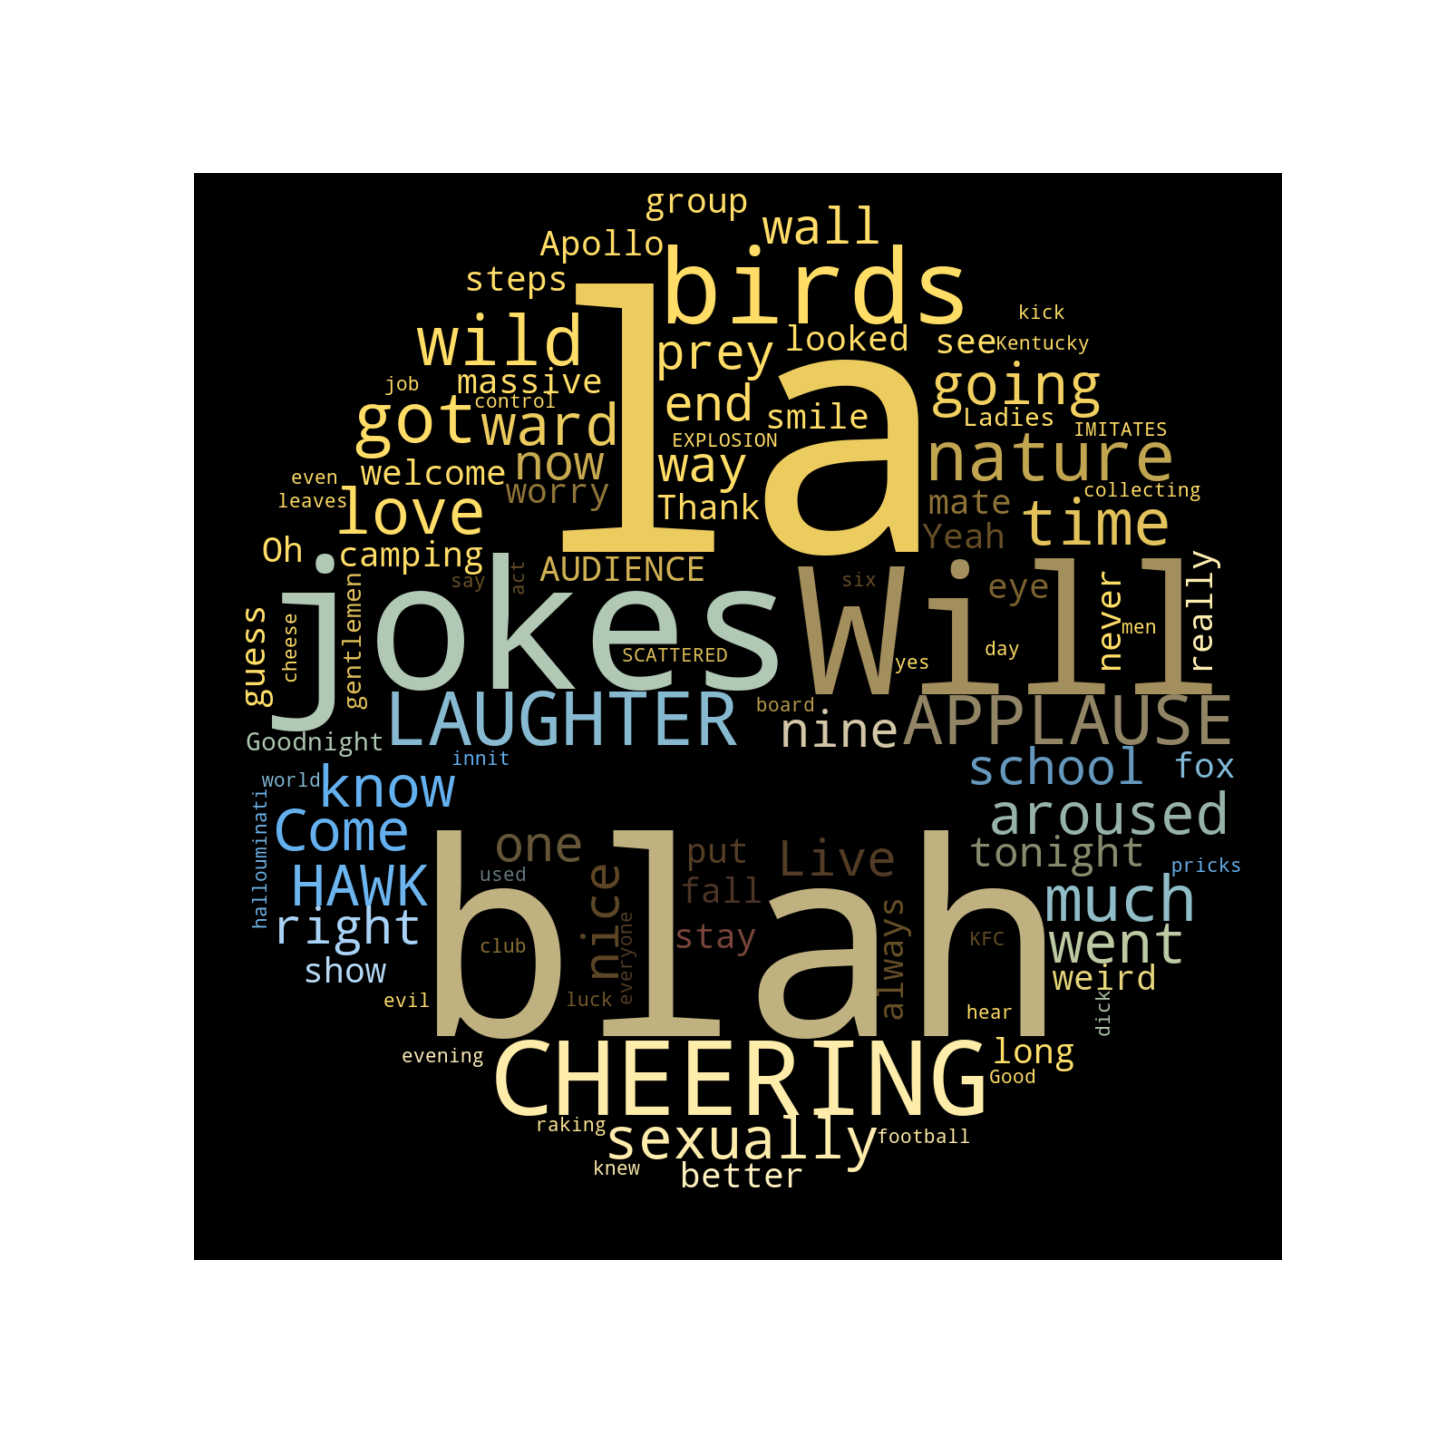 group
wall
Apollo
birds
steps
la
kick
wild
prey
looked
see
Kentucky
job
massive
going
control
end
smile
Ladies
got
ward
EXPLOSION
IMITATES
nature
even
welcome
now
way
leaves
worry
collecting
love
Thank
mate
time
Yeah
Oh
camping
AUDIENCE
say
act
six
eye
never
really
jokes
Will
guess
cheese
gentlemen
SCATTERED
yes
day
men
Goodnight
LAUGHTER
board
nine
APPLAUSE
innit
school
fox
world
know
hallouminati
Come
one
put
Live
aroused
tonight
pricks
HAWK
used
nice
fall
much
right
blah
club
everyone
stay
always
KFC
went
show
weird
evil
luck
hear
dick
evening
CHEERING
long
Good
raking
sexually
football
knew
better